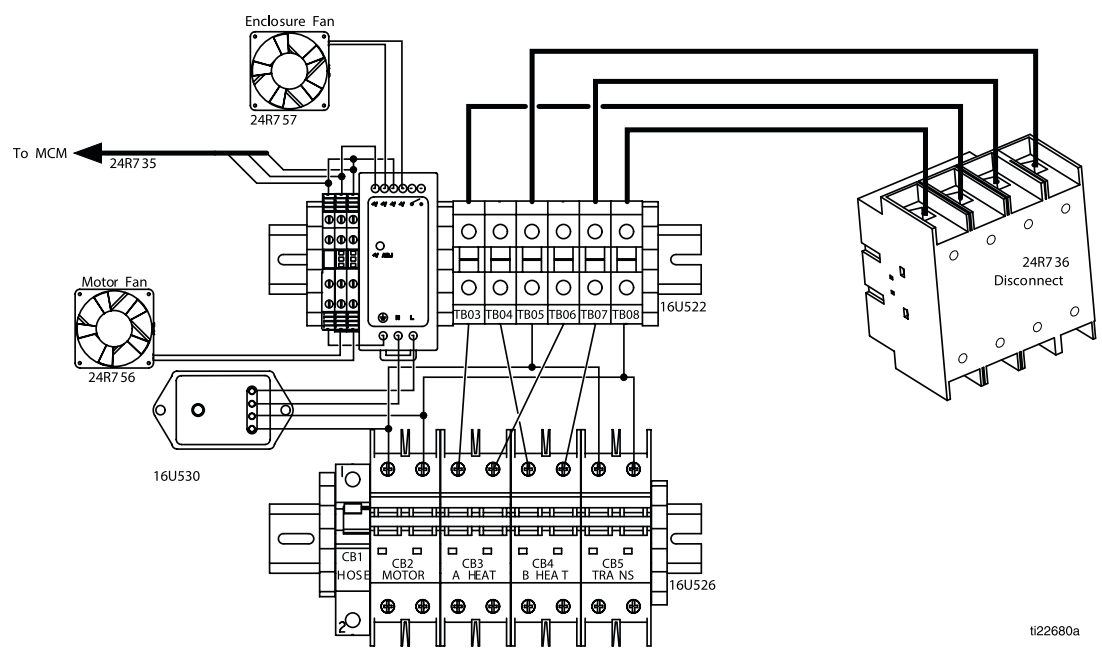 Enclosure Fan
24R757
To MCM
24R735
+V +V -V -V
+V ADJ
N L
Motor Fan
24R756
TB03 TB04 TB05 TB06 TB07 TB08
16U522
24R736
Disconnect
16U530
1
CB1
HOSE
CB2
MOTOR
CB3
A HEAT
CB4
B HEAT
CB5
TRANS
16U526
2
ti22680a